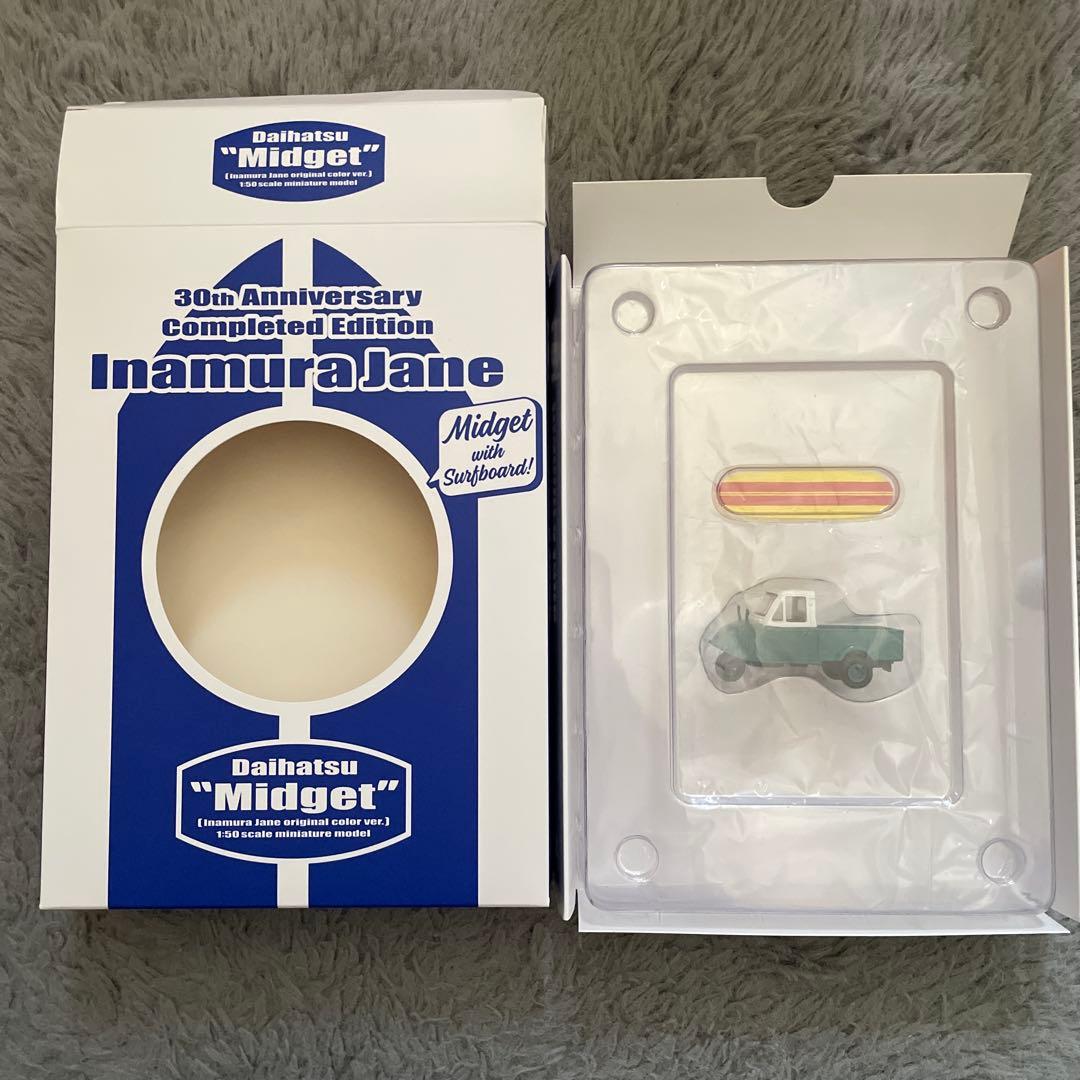 Daihatsu
"Midget"
(Inamura Jane original color ver.)
1:50 scale miniature model
30th Anniversary
Completed Edition
Inamura Jane
Midget
with
Surfboard!
Daihatsu
"Midget"
(Inamura Jane original color ver.)
1:50 scale miniature model